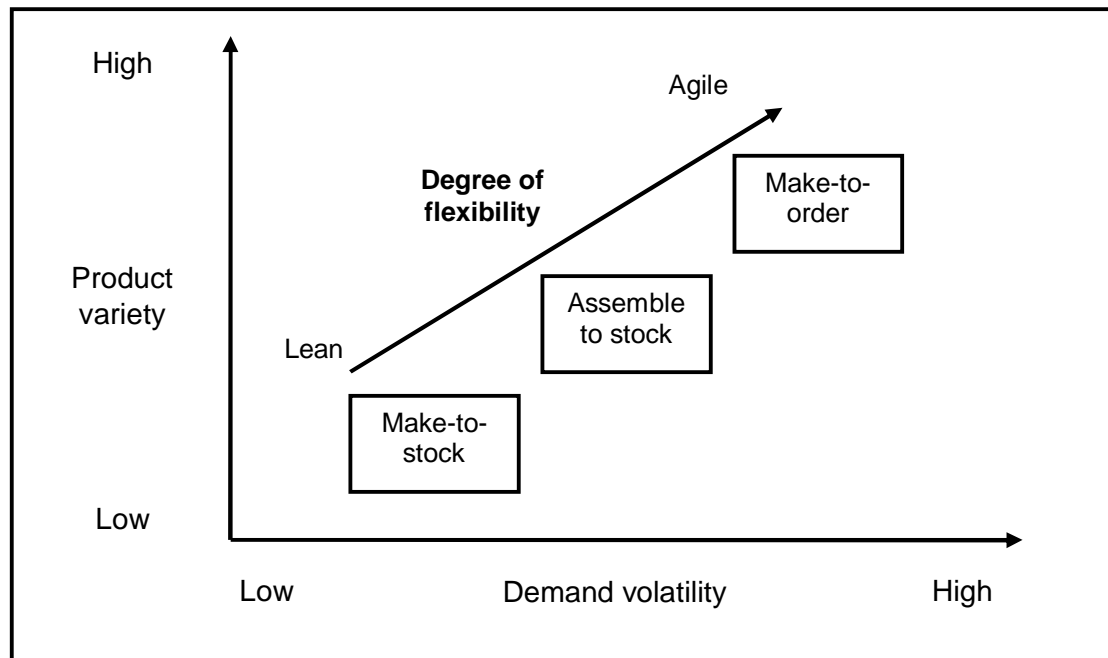 High
Agile
Degree of
flexibility
Make-to-
order
Product
variety
Assemble
to stock
Lean
Make-to-
stock
Low
Low
Demand volatility
High